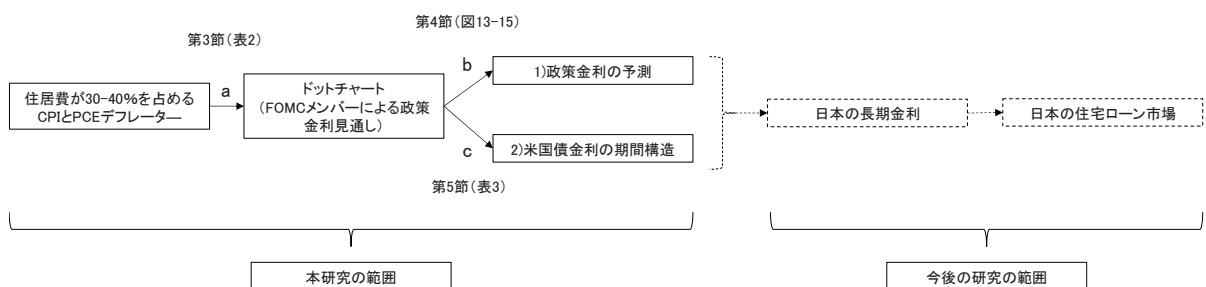 第4節(図13-15)
第3節(表2)
b
1)政策金利の予測
住居費が30-40%を占める
CPIとPCEデフレーター
a
ドットチャート
(FOMCメンバーによる政策
金利見通し)
日本の長期金利
日本の住宅ローン市場
c
2)米国債金利の期間構造
第5節(表3)
本研究の範囲
今後の研究の範囲